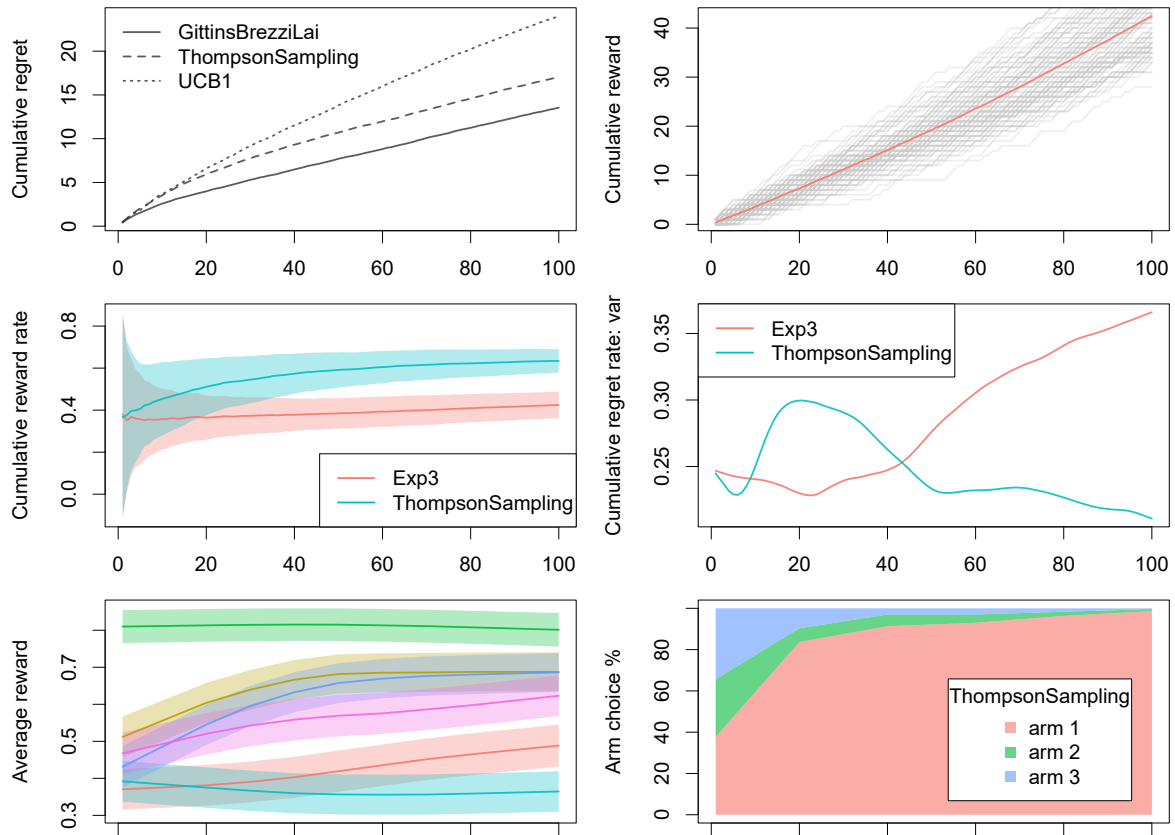 Cumulative regret
0 5 10 15 20
GittinsBrezziLai
ThompsonSampling
UCB1
0 20 40 60 80 100
Cumulative reward
0 10 20 30 40
0 20 40 60 80 100
Cumulative reward rate
0.0 0.4 0.8
Exp3
ThompsonSampling
0 20 40 60 80 100
Cumulative regret rate: var
0.25 0.30 0.35
Exp3
ThompsonSampling
0 20 40 60 80 100
Average reward
0.3 0.5 0.7
Arm choice %
0 20 40 60 80
ThompsonSampling
arm 1
arm 2
arm 3